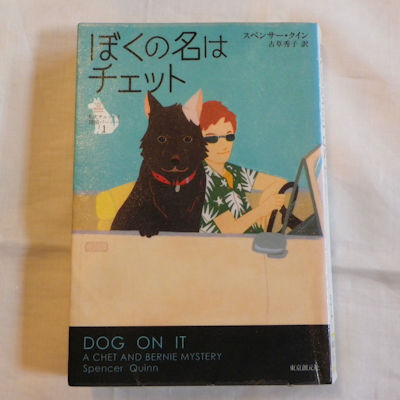 ぼくの名は
チェット
スペンサー・クイン
古草秀子 訳
1
DOG ON IT
A CHET AND BERNIE MYSTERY
Spencer Quinn
東京創元社